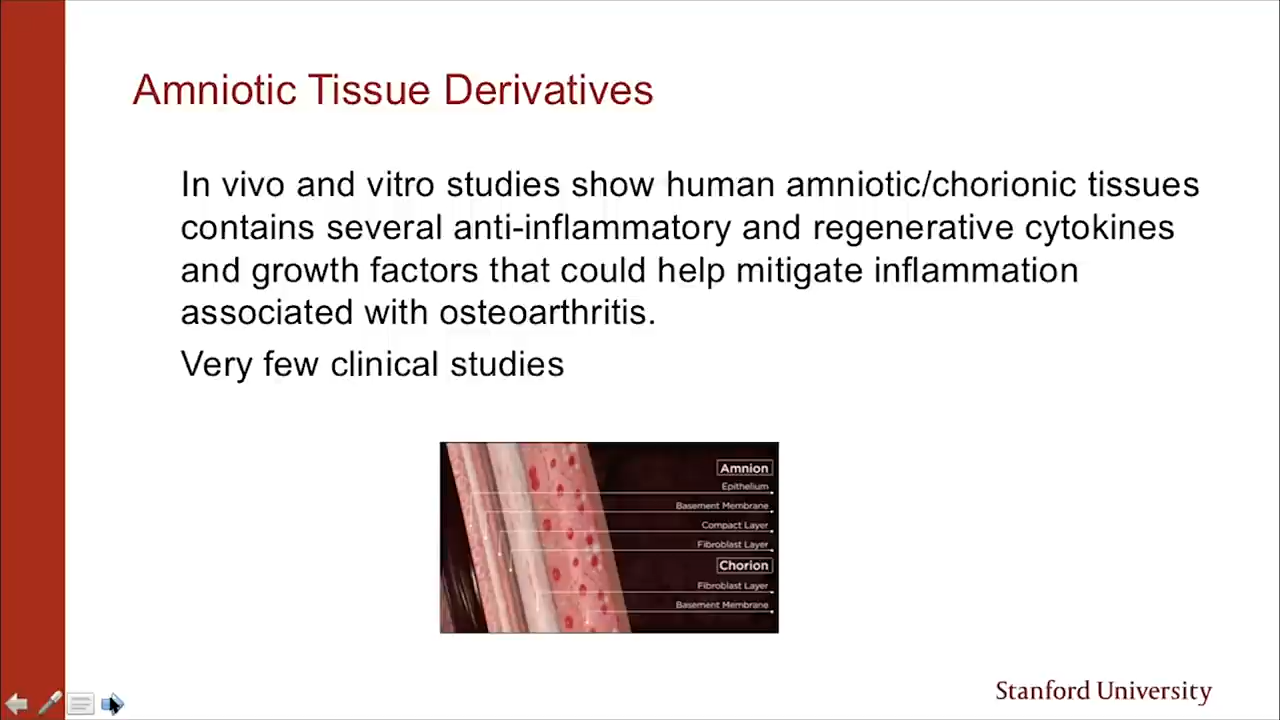 Amniotic Tissue Derivatives
In vivo and vitro studies show human amniotic/chorionic tissues
contains several anti-inflammatory and regenerative cytokines
and growth factors that could help mitigate inflammation
associated with osteoarthritis.
Very few clinical studies
Amnion
Epithelium
Basement Membrane
Compact Layer
Fibroblast Layer
Chorion
Fibroblast Layer
Basement Membrane
Stanford University